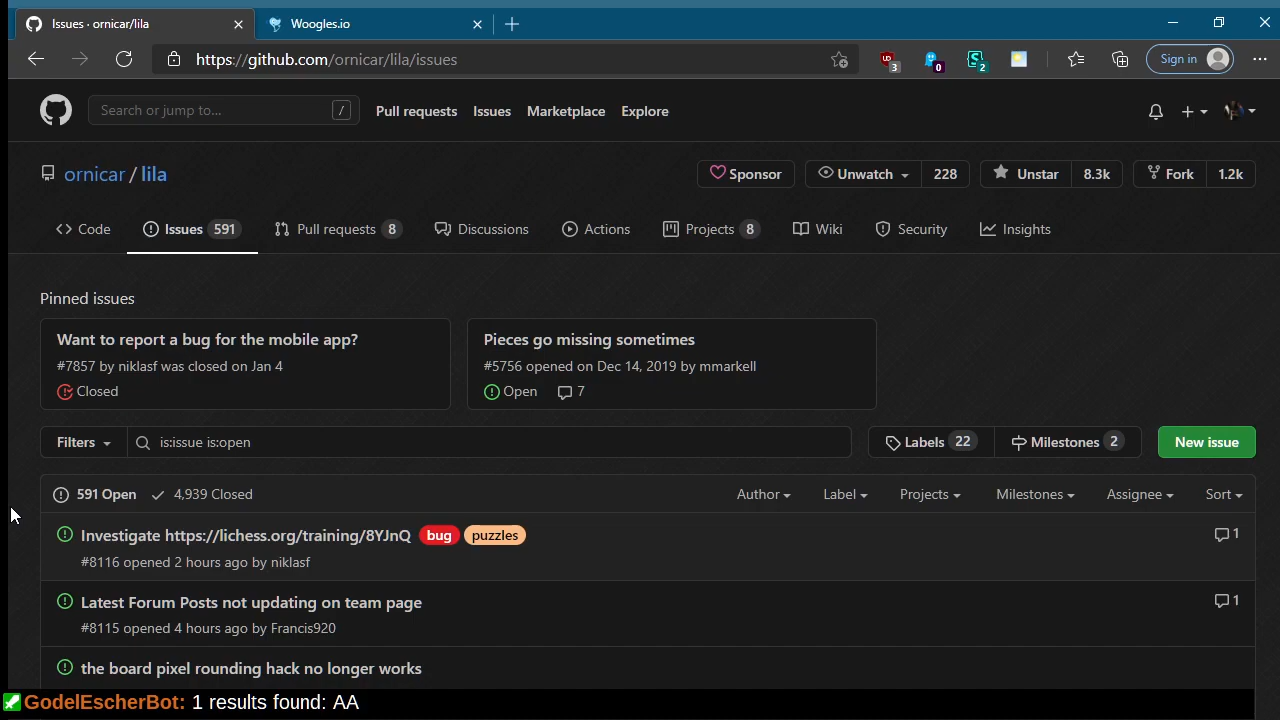 Issues · ornicar/lila
Woogles.io
https://github.com/ornicar/lila/issues
3
0
2
Sign in
Search or jump to...
/
Pull requests
Issues
Marketplace
Explore
ornicar / lila
Sponsor
Unwatch
228
Unstar
8.3k
Fork
1.2k
Code
Issues 591
Pull requests 8
Discussions
Actions
Projects 8
Wiki
Security
Insights
Pinned issues
Want to report a bug for the mobile app?
#7857 by niklasf was closed on Jan 4
Closed
Pieces go missing sometimes
#5756 opened on Dec 14, 2019 by mmarkell
Open 7
Filters
is:issue is:open
Labels 22
Milestones 2
New issue
591 Open
4,939 Closed
Author
Label
Projects
Milestones
Assignee
Sort
Investigate https://lichess.org/training/8YJnQ bug puzzles
1
#8116 opened 2 hours ago by niklasf
Latest Forum Posts not updating on team page
1
#8115 opened 4 hours ago by Francis920
the board pixel rounding hack no longer works
GodelEscherBot: 1 results found: AA